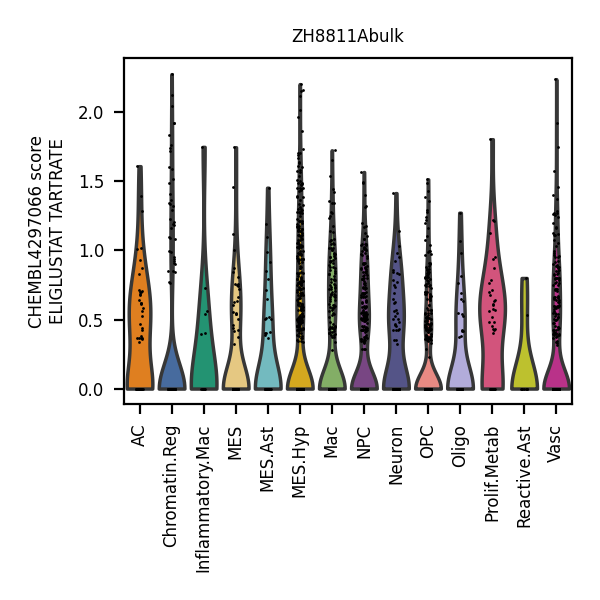 ZH8811Abulk
CHEMBL4297066 score
ELIGLUSTAT TARTRATE
2.0
1.5
1.0
0.5
0.0
AC
Chromatin.Reg
Inflammatory.Mac
MES
MES.Ast
MES.Hyp
Mac
NPC
Neuron
OPC
Oligo
Prolif.Metab
Reactive.Ast
Vasc